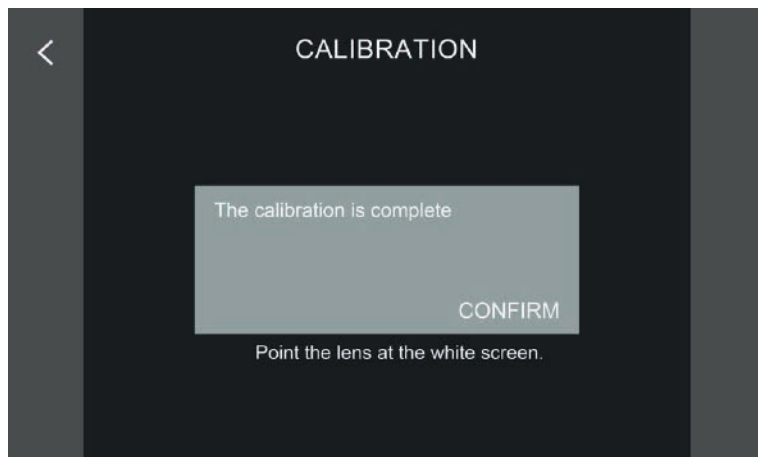 CALIBRATION
The calibration is complete
CONFIRM
Point the lens at the white screen.